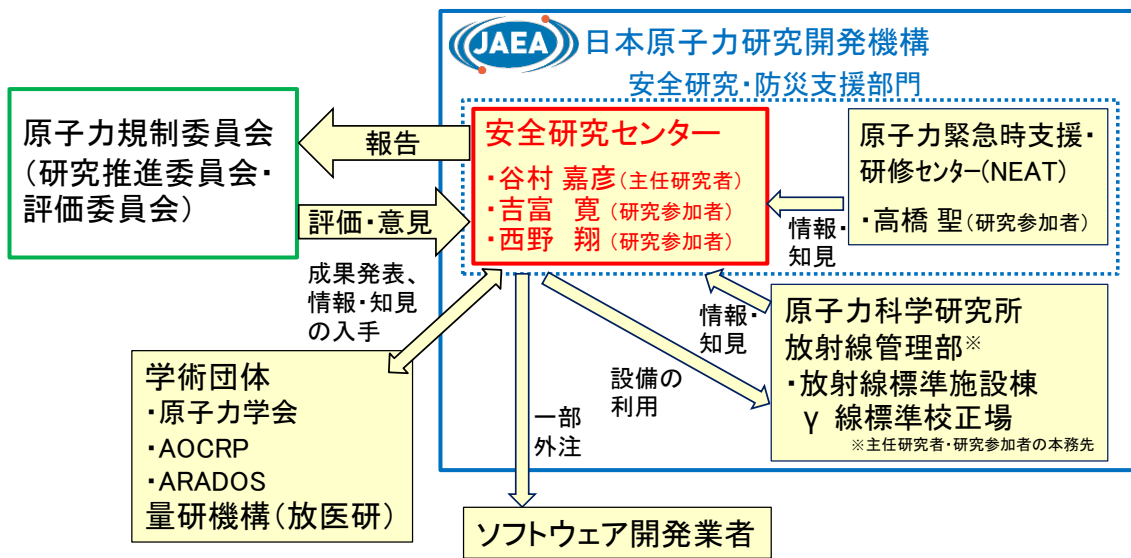 JAEA 日本原子力研究開発機構
安全研究・防災支援部門
原子力規制委員会
(研究推進委員会・
評価委員会)
報告
評価・意見
安全研究センター
・谷村 嘉彦(主任研究者)
・吉富 寛(研究参加者)
・西野 翔(研究参加者)
原子力緊急時支援・
研修センター(NEAT)
・高橋 聖(研究参加者)
情報・
知見
成果発表、
情報・知見
の入手
学術団体
・原子力学会
・AOCRP
・ARADOS
量研機構(放医研)
一部
外注
設備の
利用
情報・
知見
原子力科学研究所
放射線管理部※
・放射線標準施設棟
γ 線標準校正場
※主任研究者・研究参加者の本務先
ソフトウェア開発業者